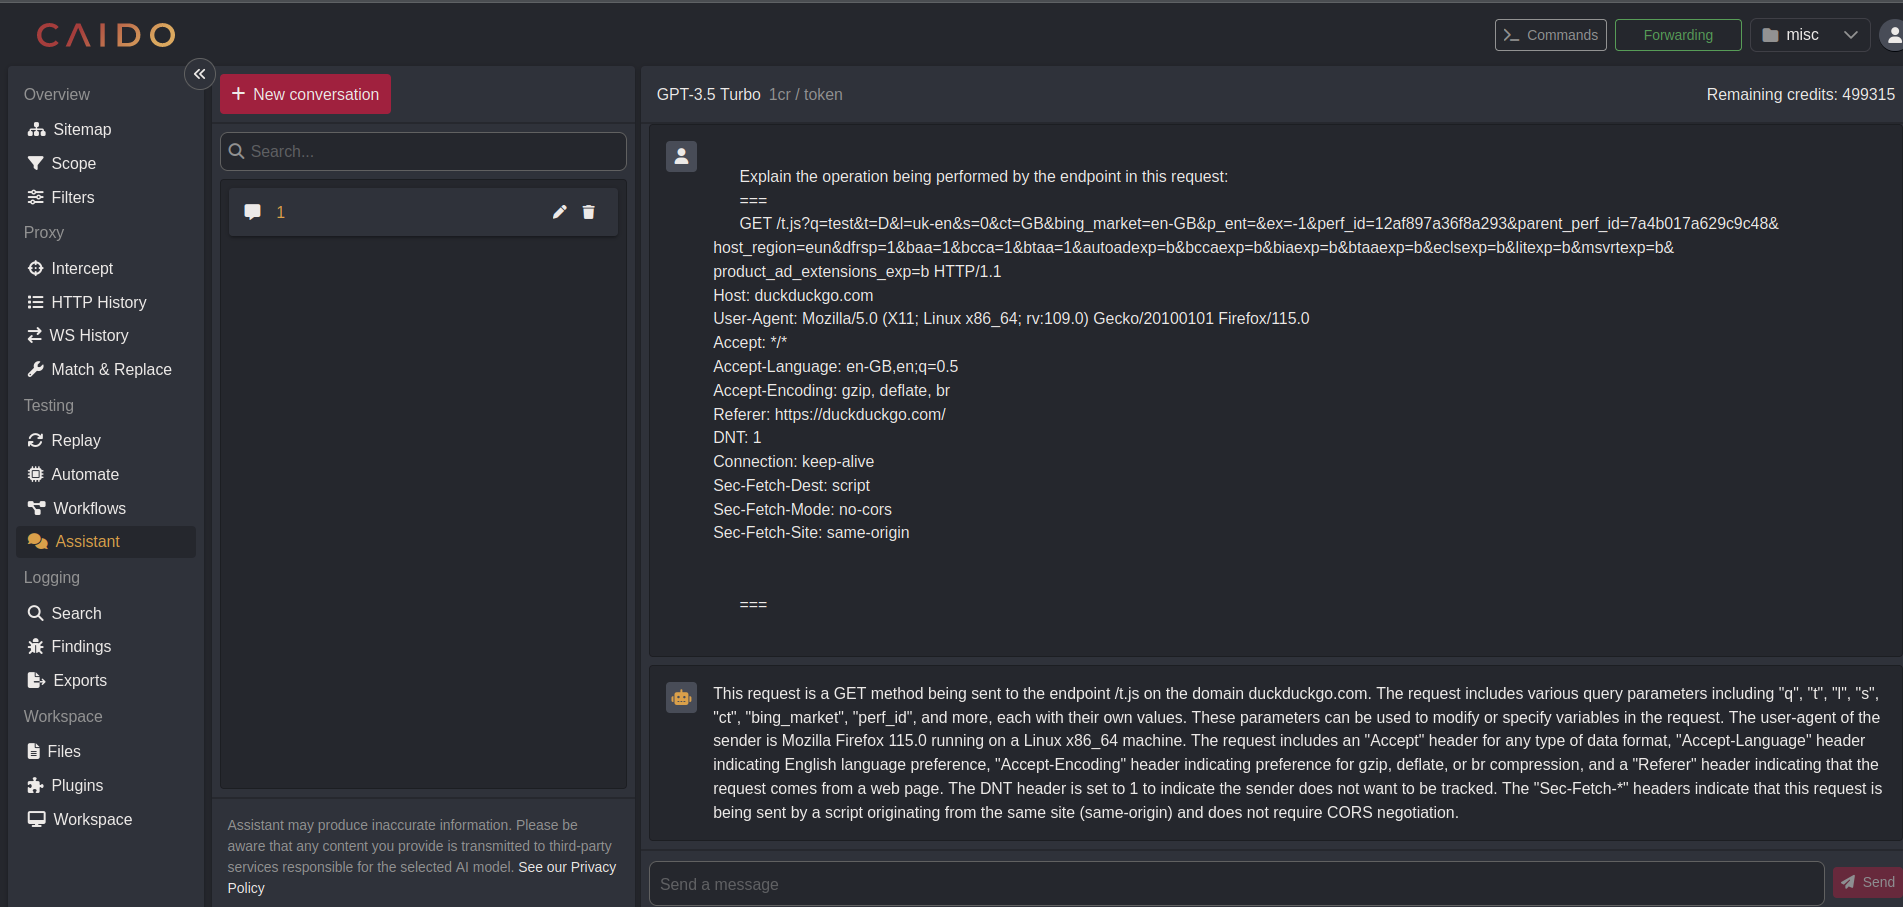 CAIDO
Commands
Forwarding
misc
Overview
Sitemap
Scope
Filters
Proxy
Intercept
HTTP History
WS History
Match & Replace
Testing
Replay
Automate
Workflows
Assistant
Logging
Search
Findings
Exports
Workspace
Files
Plugins
Workspace
+ New conversation
Search...
1
Assistant may produce inaccurate information. Please be
aware that any content you provide is transmitted to third-party
services responsible for the selected AI model. See our Privacy
Policy
GPT-3.5 Turbo 1cr / token
Remaining credits: 499315
Explain the operation being performed by the endpoint in this request:
===
GET /t.js?q=test&t=D&l=uk-en&s=0&ct=GB&bing_market=en-GB&p_ent=&ex=-1&perf_id=12af897a36f8a293&parent_perf_id=7a4b017a629c9c48&
host_region=eun&dfrsp=1&baa=1&bcca=1&btaa=1&autoadexp=b&bccaexp=b&biaexp=b&btaaexp=b&eclsexp=b&litexp=b&msvrtexp=b&
product_ad_extensions_exp=b HTTP/1.1
Host: duckduckgo.com
User-Agent: Mozilla/5.0 (X11; Linux x86_64; rv:109.0) Gecko/20100101 Firefox/115.0
Accept: */*
Accept-Language: en-GB,en;q=0.5
Accept-Encoding: gzip, deflate, br
Referer: https://duckduckgo.com/
DNT: 1
Connection: keep-alive
Sec-Fetch-Dest: script
Sec-Fetch-Mode: no-cors
Sec-Fetch-Site: same-origin
===
This request is a GET method being sent to the endpoint /t.js on the domain duckduckgo.com. The request includes various query parameters including "q", "t", "l", "s",
"ct", "bing_market", "perf_id", and more, each with their own values. These parameters can be used to modify or specify variables in the request. The user-agent of the
sender is Mozilla Firefox 115.0 running on a Linux x86_64 machine. The request includes an "Accept" header for any type of data format, "Accept-Language" header
indicating English language preference, "Accept-Encoding" header indicating preference for gzip, deflate, or br compression, and a "Referer" header indicating that the
request comes from a web page. The DNT header is set to 1 to indicate the sender does not want to be tracked. The "Sec-Fetch-*" headers indicate that this request is
being sent by a script originating from the same site (same-origin) and does not require CORS negotiation.
Send a message
Send